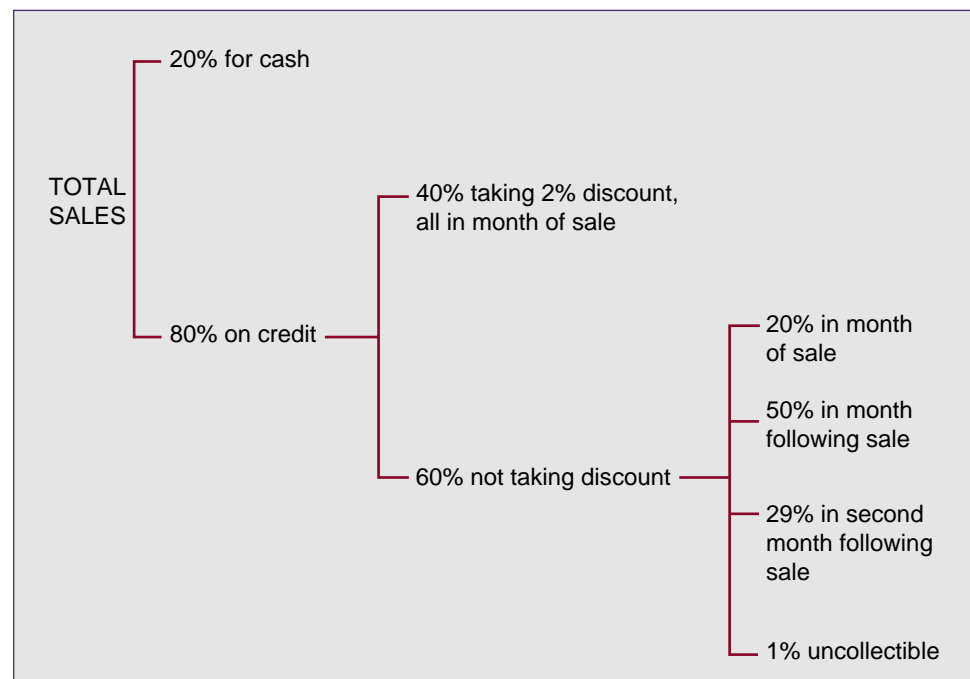 20% for cash
TOTAL
SALES
40% taking 2% discount,
all in month of sale
80% on credit
20% in month
of sale
50% in month
following sale
60% not taking discount
29% in second
month following
sale
1% uncollectible